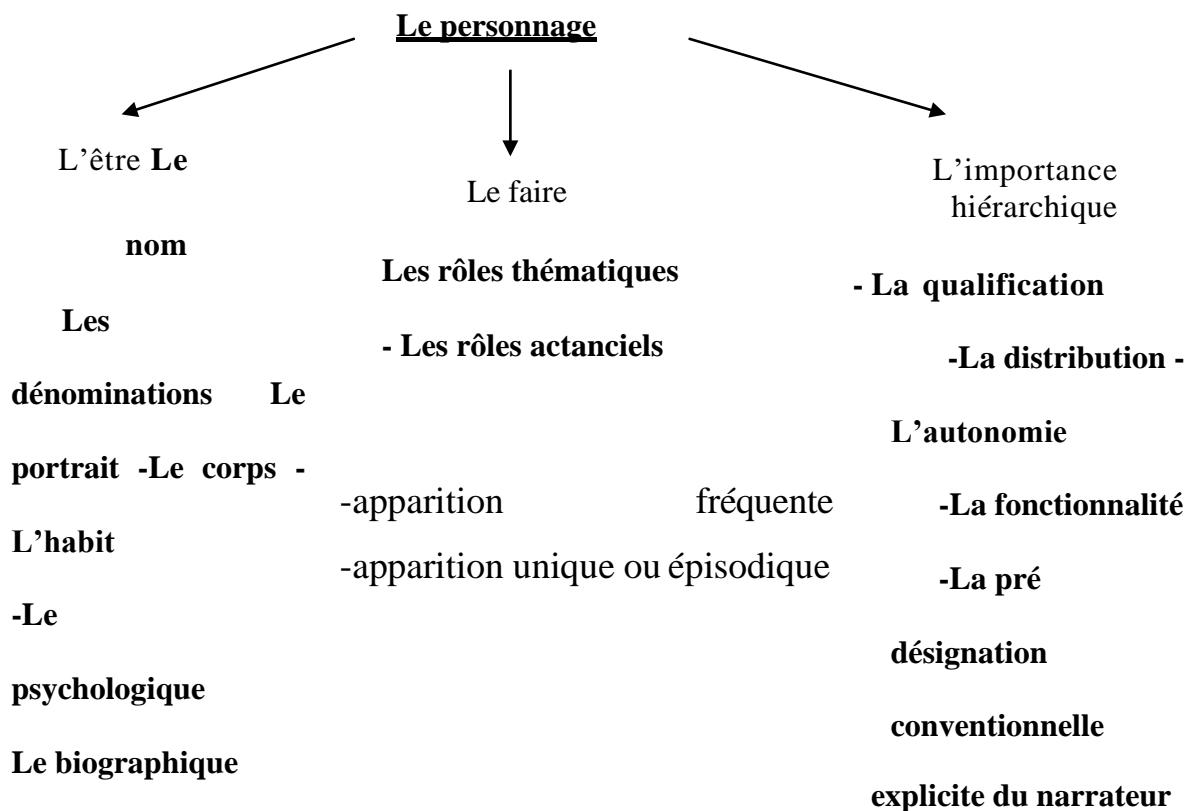 Le personnage
L’être Le
nom
Les
dénominations Le
portrait -Le corps -
L’habit
-Le
psychologique
Le biographique
Le faire
Les rôles thématiques
- Les rôles actanciels
-apparition fréquente
-apparition unique ou épisodique
L’importance
hiérarchique
- La qualification
-La distribution -
L’autonomie
-La fonctionnalité
-La pré
désignation
conventionnelle
explicite du narrateur